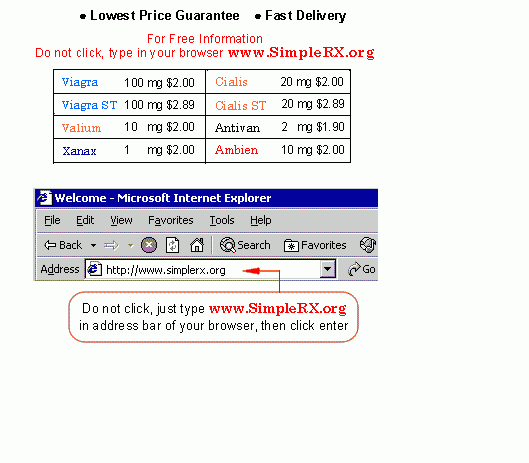 ● Lowest Price Guarantee ● Fast Delivery
For Free Information
Do not click, type in your browser www.SimpleRX.org
Viagra 100 mg $2.00 Cialis 20 mg $2.00
Viagra ST 100 mg $2.89 Cialis ST 20 mg $2.89
Valium 10 mg $2.00 Antivan 2 mg $1.90
Xanax 1 mg $2.00 Ambien 10 mg $2.00
Welcome - Microsoft Internet Explorer
File Edit View Favorites Tools Help
Back Search Favorites
Address http://www.simplerx.org Go
Do not click, just type www.SimpleRX.org
in address bar of your browser, then click enter